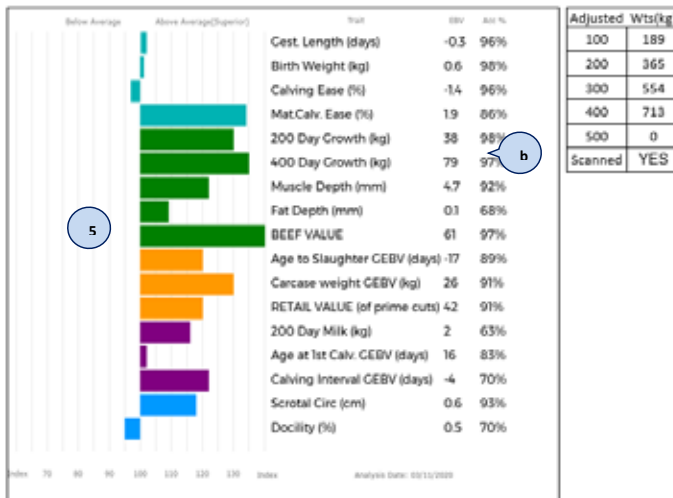 Below Average Above Average(Superior) Trait EBV Acc %
Gest. Length (days) -0.3 96%
Birth Weight (kg) 0.6 98%
Calving Ease (%) -1.4 96%
Mat.Calv. Ease (%) 1.9 86%
200 Day Growth (kg) 38 98%
400 Day Growth (kg) 79 97%
b
Muscle Depth (mm) 4.7 92%
Fat Depth (mm) 0.1 68%
5
BEEF VALUE 61 97%
Age to Slaughter GEBV (days) -17 89%
Carcase weight GEBV (kg) 26 91%
RETAIL VALUE (of prime cuts) 42 91%
200 Day Milk (kg) 2 63%
Age at 1st Calv. GEBV (days) 16 83%
Calving Interval GEBV (days) -4 70%
Scrotal Circ (cm) 0.6 93%
Docility (%) 0.5 70%
Index 70 80 90 100 110 120 130 Index Analysis Date: 03/11/2020
Adjusted Wts(kg
100 189
200 365
300 554
400 713
500 0
Scanned YES